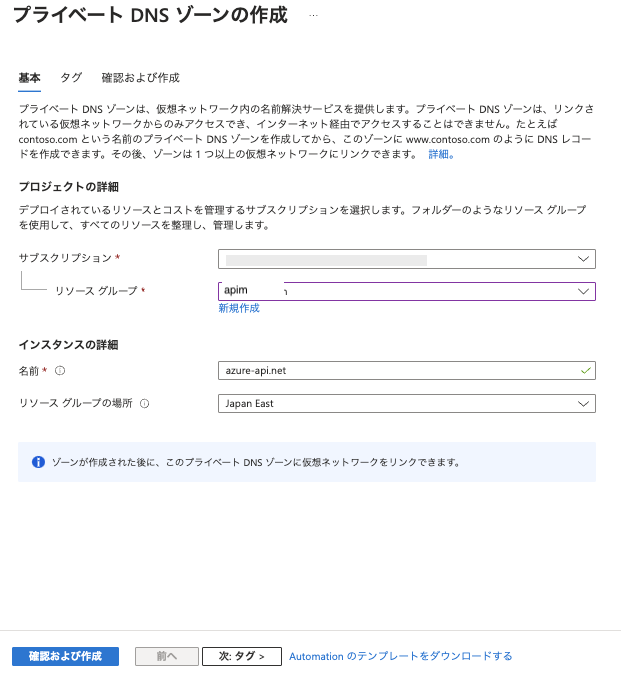 プライベート DNS ゾーンの作成 …
基本 タグ 確認および作成
プライベート DNS ゾーンは、仮想ネットワーク内の名前解決サービスを提供します。プライベート DNS ゾーンは、リンクさ
れている仮想ネットワークからのみアクセスでき、インターネット経由でアクセスすることはできません。たとえば
contoso.com という名前のプライベート DNS ゾーンを作成してから、このゾーンに www.contoso.com のように DNS レコー
ドを作成できます。その後、ゾーンは 1 つ以上の仮想ネットワークにリンクできます。 詳細。
プロジェクトの詳細
デプロイされているリソースとコストを管理するサブスクリプションを選択します。フォルダーのようなリソース グループ
を使用して、すべてのリソースを整理し、管理します。
サブスクリプション *
リソース グループ * apim
新規作成
インスタンスの詳細
名前 * azure-api.net
リソース グループの場所 Japan East
ゾーンが作成された後に、このプライベート DNS ゾーンに仮想ネットワークをリンクできます。
確認および作成 前へ 次: タグ > Automation のテンプレートをダウンロードする